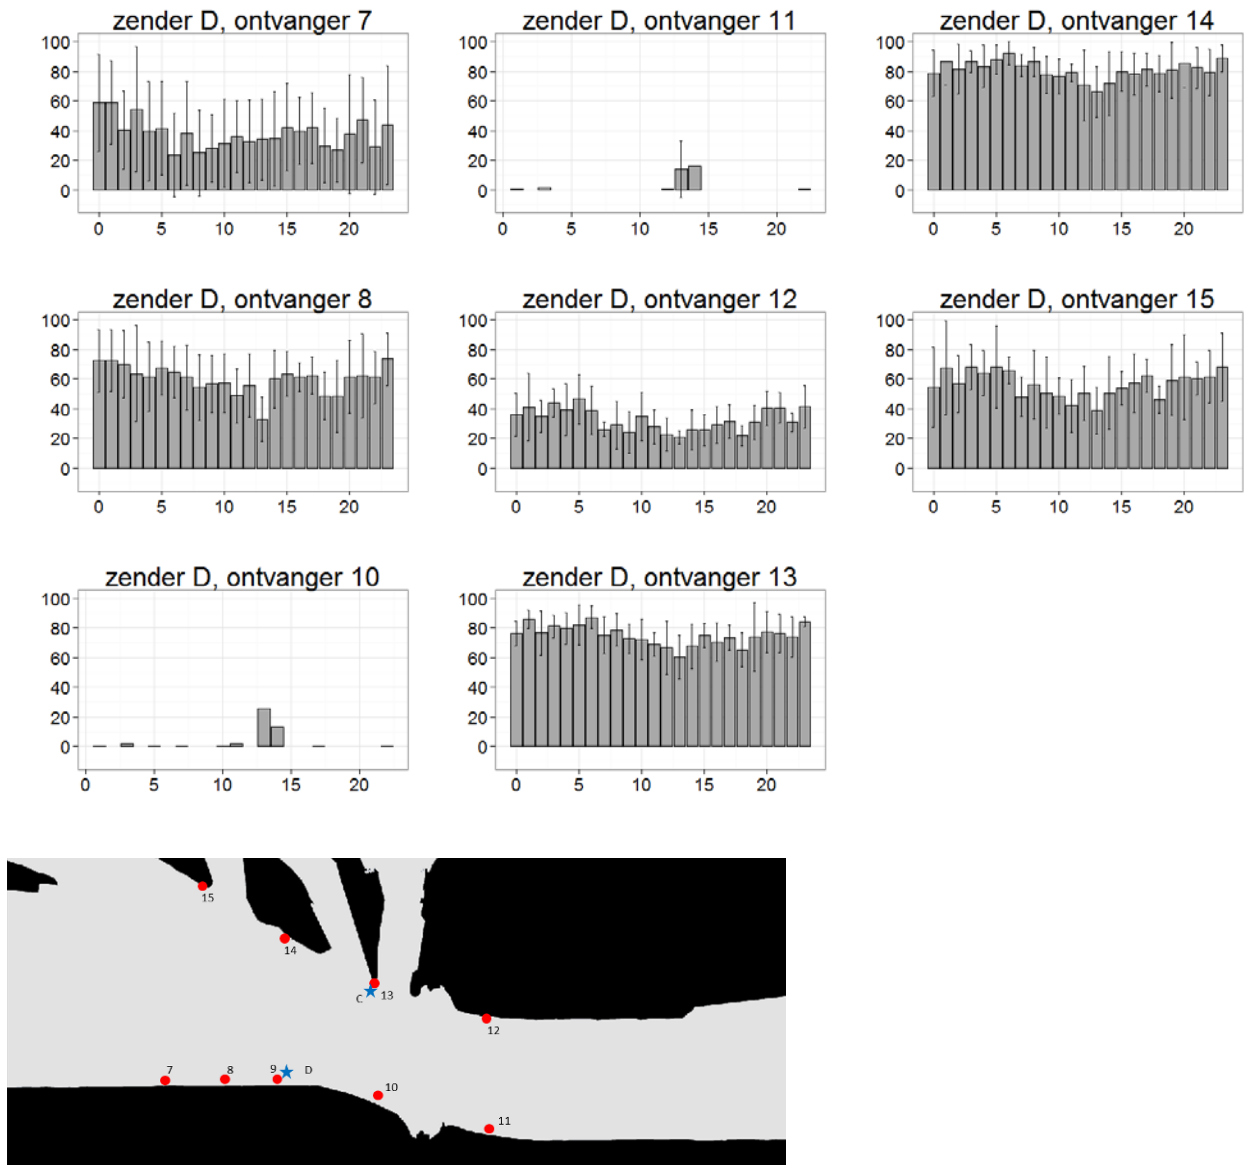 zender D, ontvanger 7
100
80
60
40
20
0
0 5 10 15 20
zender D, ontvanger 11
100
80
60
40
20
0
0 5 10 15 20
zender D, ontvanger 14
100
80
60
40
20
0
0 5 10 15 20
zender D, ontvanger 8
100
80
60
40
20
0
0 5 10 15 20
zender D, ontvanger 12
100
80
60
40
20
0
0 5 10 15 20
zender D, ontvanger 15
100
80
60
40
20
0
0 5 10 15 20
zender D, ontvanger 10
100
80
60
40
20
0
0 5 10 15 20
zender D, ontvanger 13
100
80
60
40
20
0
0 5 10 15 20
15
14
C 13
12
7 8 9 D
10
11